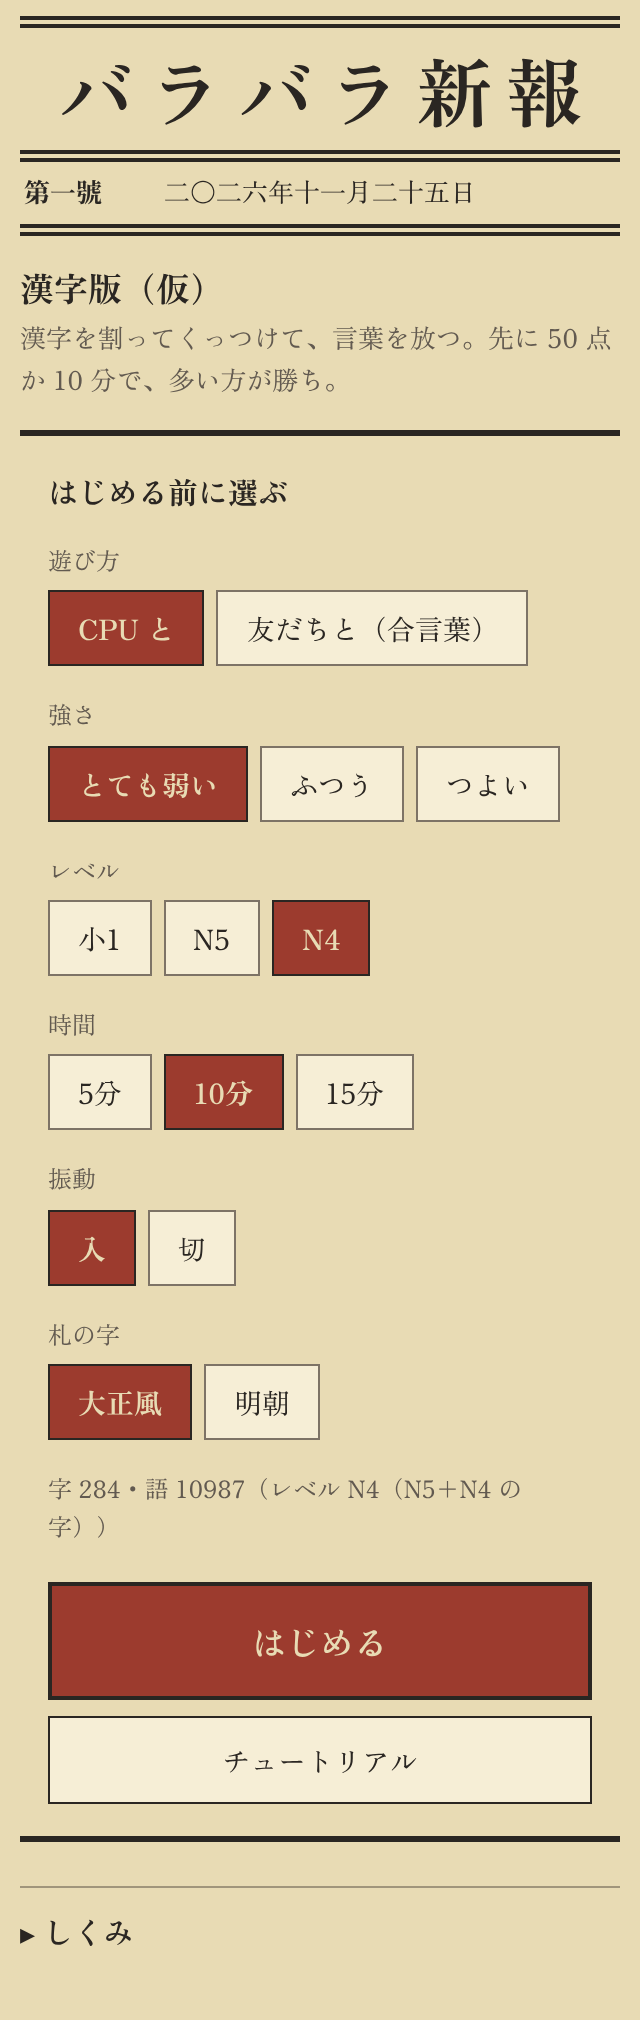 バラバラ新報
第一號 二〇二六年十一月二十五日
漢字版（仮）
漢字を割ってくっつけて、言葉を放つ。先に 50 点
か 10 分で、多い方が勝ち。
はじめる前に選ぶ
遊び方
CPU と 友だちと（合言葉）
強さ
とても弱い ふつう つよい
レベル
小1 N5 N4
時間
5分 10分 15分
振動
入 切
札の字
大正風 明朝
字 284・語 10987（レベル N4（N5＋N4 の
字））
はじめる
チュートリアル
▸ しくみ